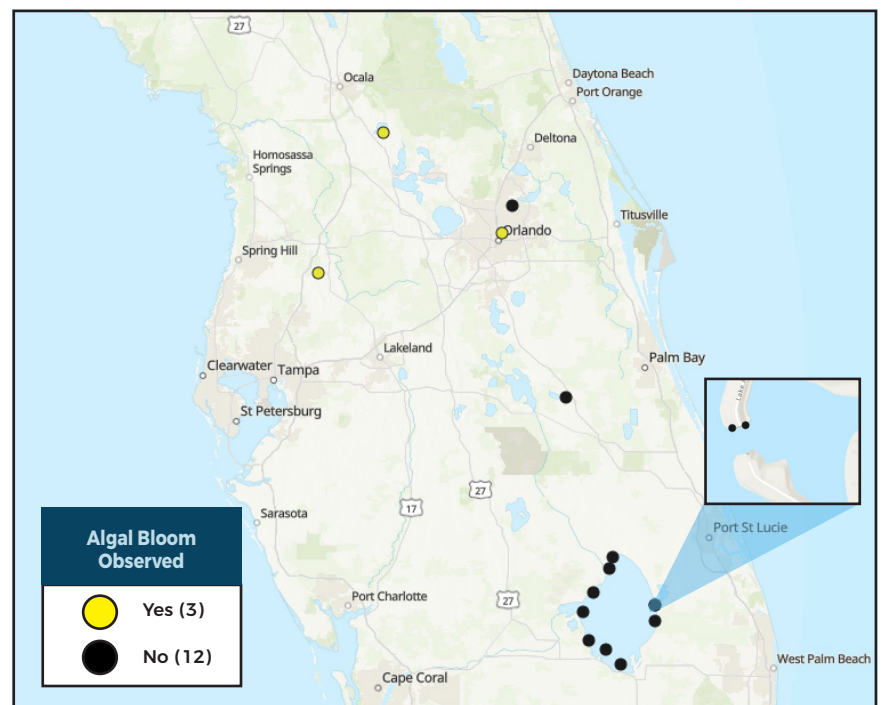 27
Ocala
Daytona Beach
Port Orange
Deltona
Homosassa
Springs
Titusville
Orlando
Spring Hill
Lakeland
Palm Bay
Clearwater
Tampa
St Petersburg
Lake
27
17
Sarasota
Port St Lucie
Algal Bloom
Observed
Yes (3)
No (12)
Port Charlotte
27
West Palm Beach
Cape Coral